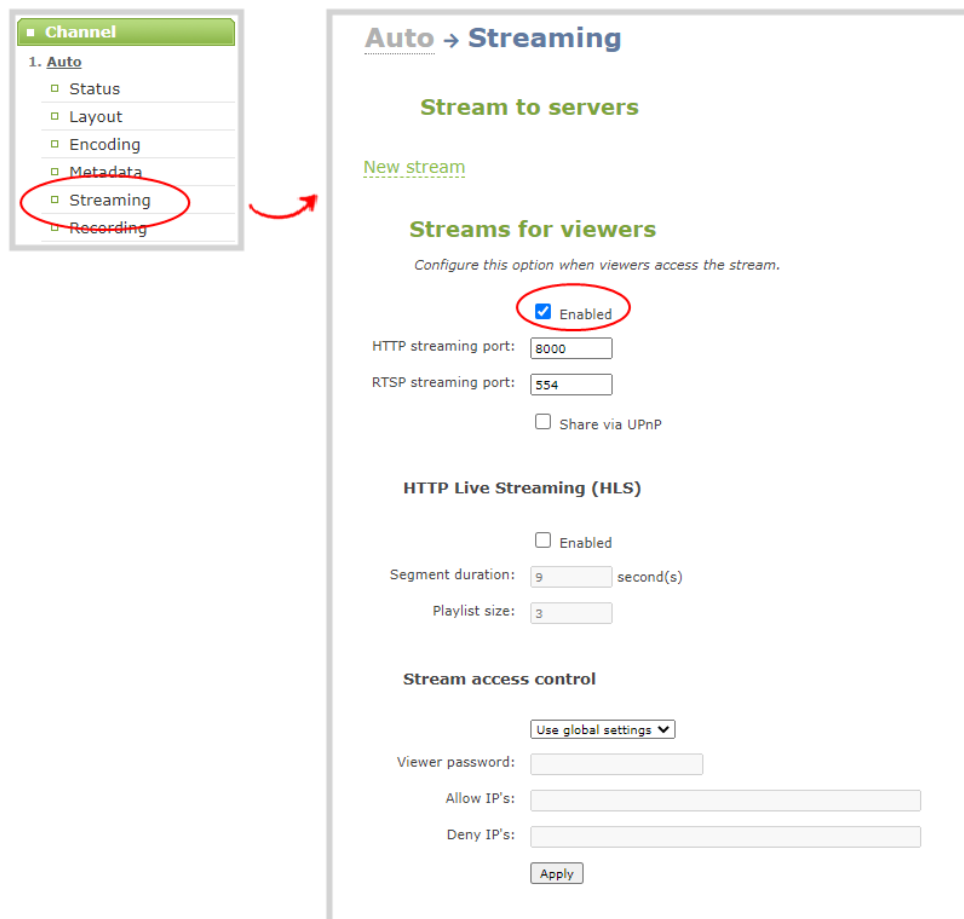 Channel
1. Auto
Status
Layout
Encoding
Metadata
Streaming
Recording
Auto → Streaming
Stream to servers
New stream
Streams for viewers
Configure this option when viewers access the stream.
Enabled
HTTP streaming port: 8000
RTSP streaming port: 554
Share via UPnP
HTTP Live Streaming (HLS)
Enabled
Segment duration: 9 second(s)
Playlist size: 3
Stream access control
Use global settings
Viewer password:
Allow IP's:
Deny IP's:
Apply